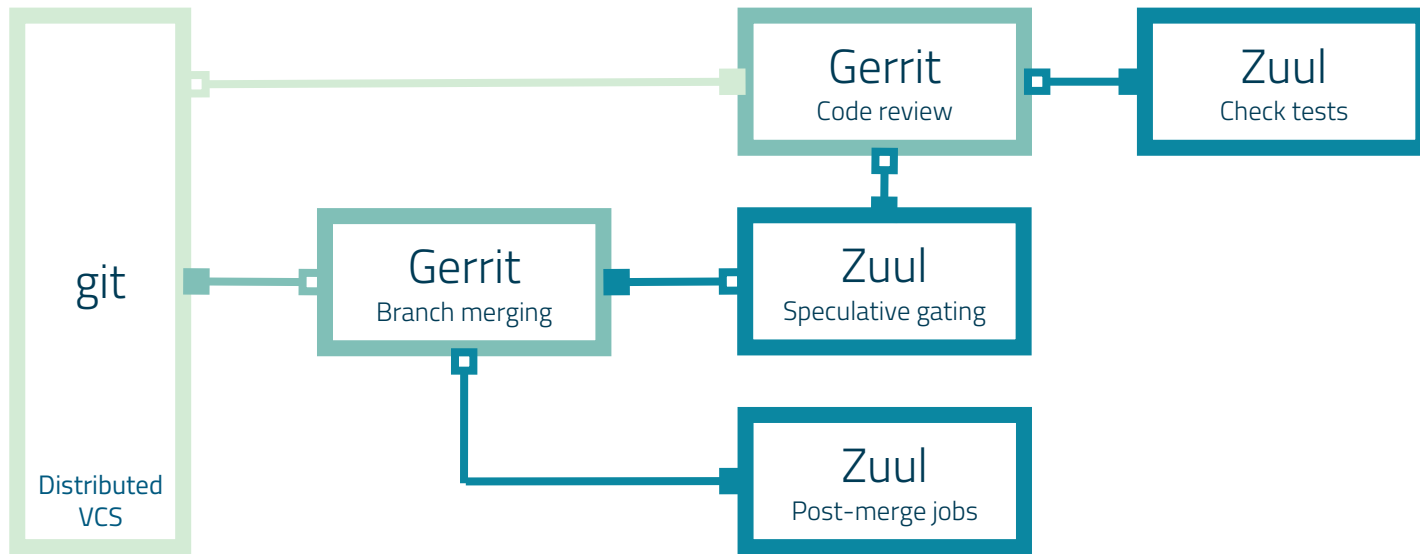 Gerrit
Code review
Zuul
Check tests
git
Gerrit
Branch merging
Zuul
Speculative gating
Zuul
Post-merge jobs
Distributed
VCS